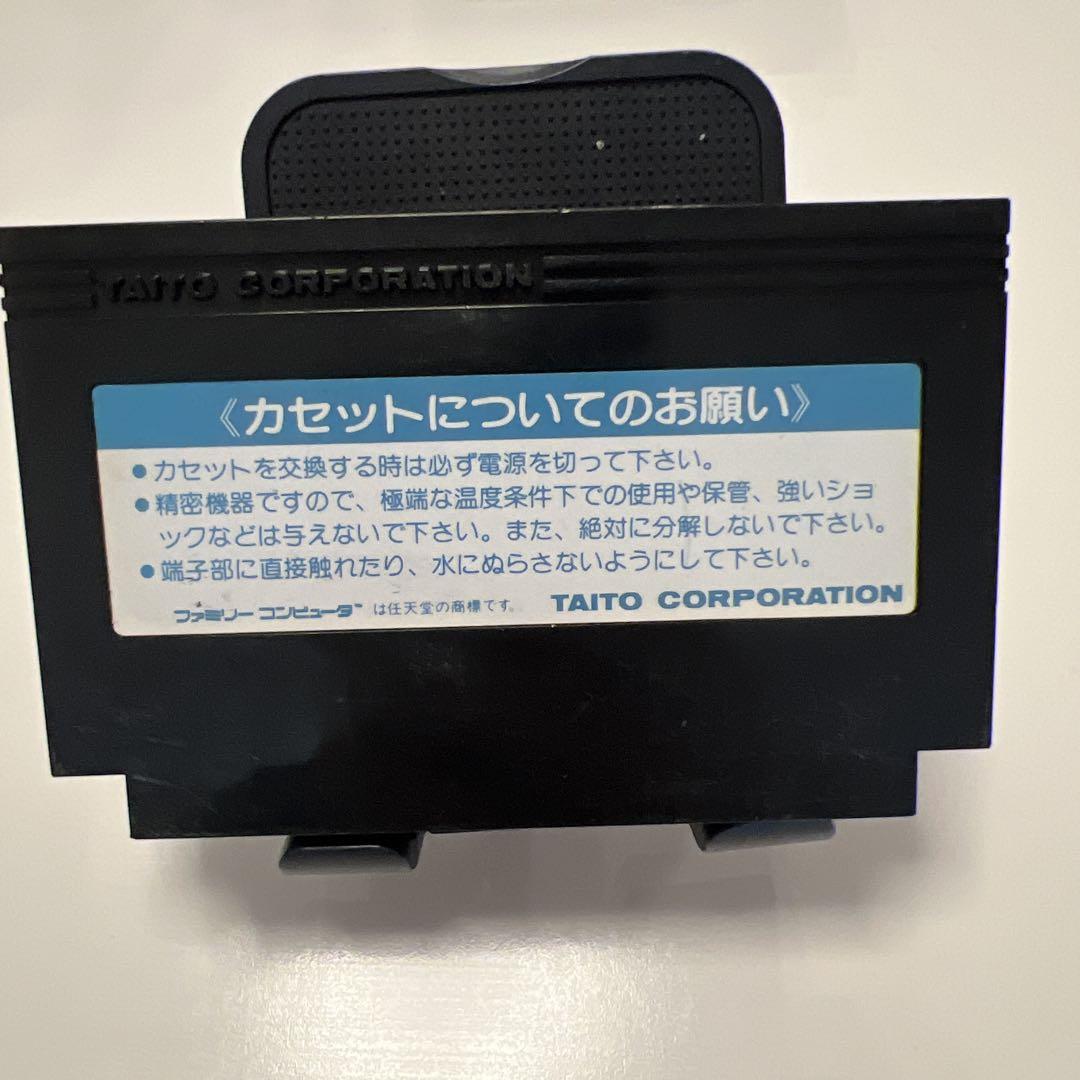 TAITO CORPORATION
《カセットについてのお願い》
●カセットを交換する時は必ず電源を切って下さい。
●精密機器ですので、極端な温度条件下での使用や保管、強いショ
ックなどは与えないで下さい。また、絶対に分解しないで下さい。
●端子部に直接触れたり、水にぬらさないようにして下さい。
ファミリーコンピュータ™ は任天堂の商標です。 TAITO CORPORATION